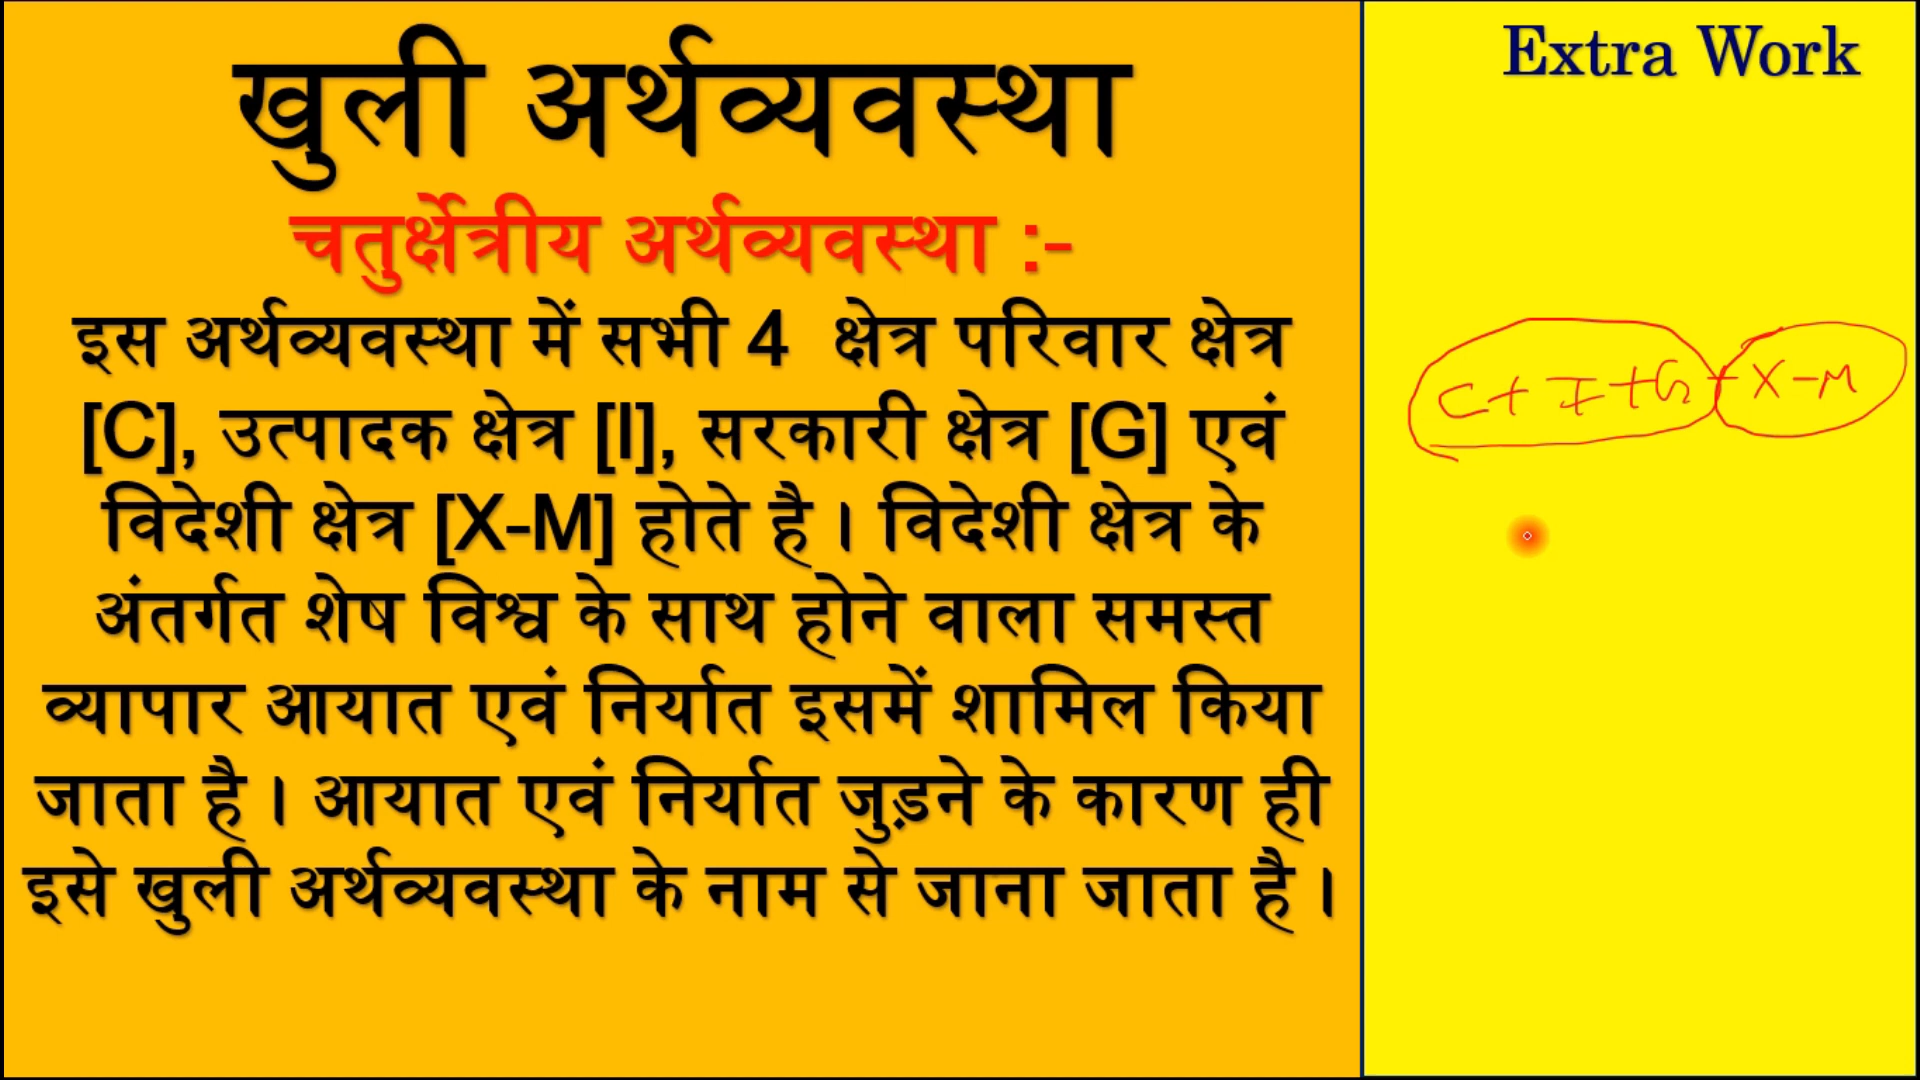 खुली अर्थव्यवस्था
चतुर्क्षेत्रीय अर्थव्यवस्था :-
इस अर्थव्यवस्था में सभी 4 क्षेत्र परिवार क्षेत्र
[C], उत्पादक क्षेत्र [I], सरकारी क्षेत्र [G] एवं
विदेशी क्षेत्र [X-M] होते है । विदेशी क्षेत्र के
अंतर्गत शेष विश्व के साथ होने वाला समस्त
व्यापार आयात एवं निर्यात इसमें शामिल किया
जाता है । आयात एवं निर्यात जुड़ने के कारण ही
इसे खुली अर्थव्यवस्था के नाम से जाना जाता है ।
Extra Work
C+I+G+X-M